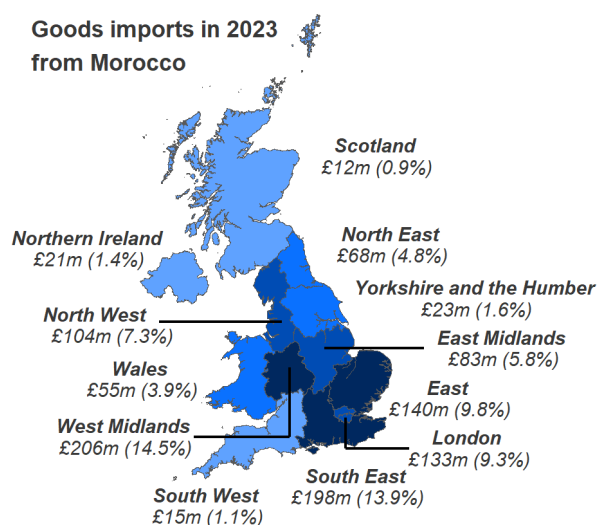 Goods imports in 2023
from Morocco
Scotland
£12m (0.9%)
Northern Ireland
£21m (1.4%)
North East
£68m (4.8%)
Yorkshire and the Humber
£23m (1.6%)
North West
£104m (7.3%)
East Midlands
£83m (5.8%)
Wales
£55m (3.9%)
East
£140m (9.8%)
West Midlands
£206m (14.5%)
London
£133m (9.3%)
South East
£198m (13.9%)
South West
£15m (1.1%)